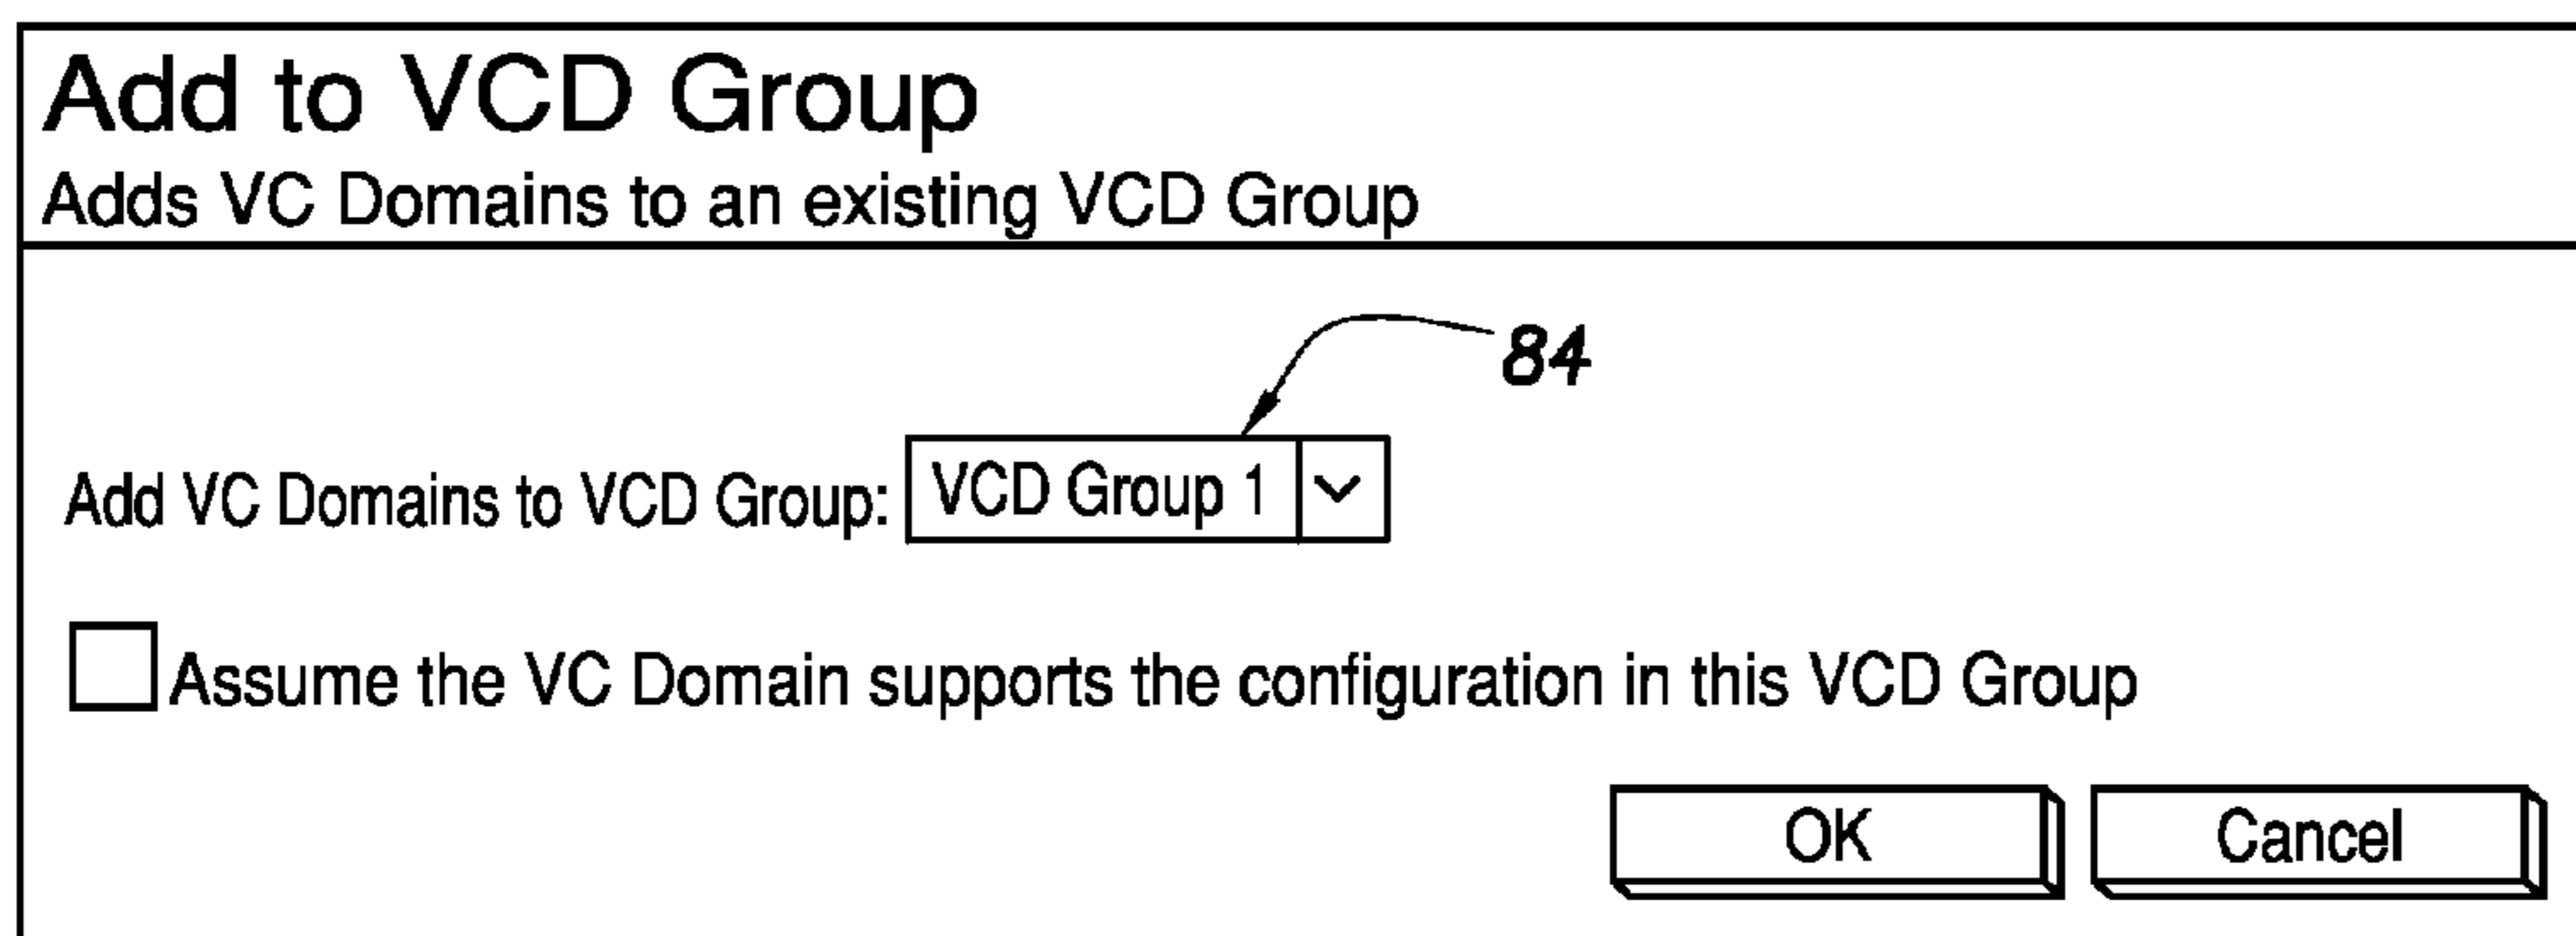 Add to VCD Group
Adds VC Domains to an existing VCD Group
84
Add VC Domains to VCD Group: VCD Group 1
Assume the VC Domain supports the configuration in this VCD Group
OK Cancel